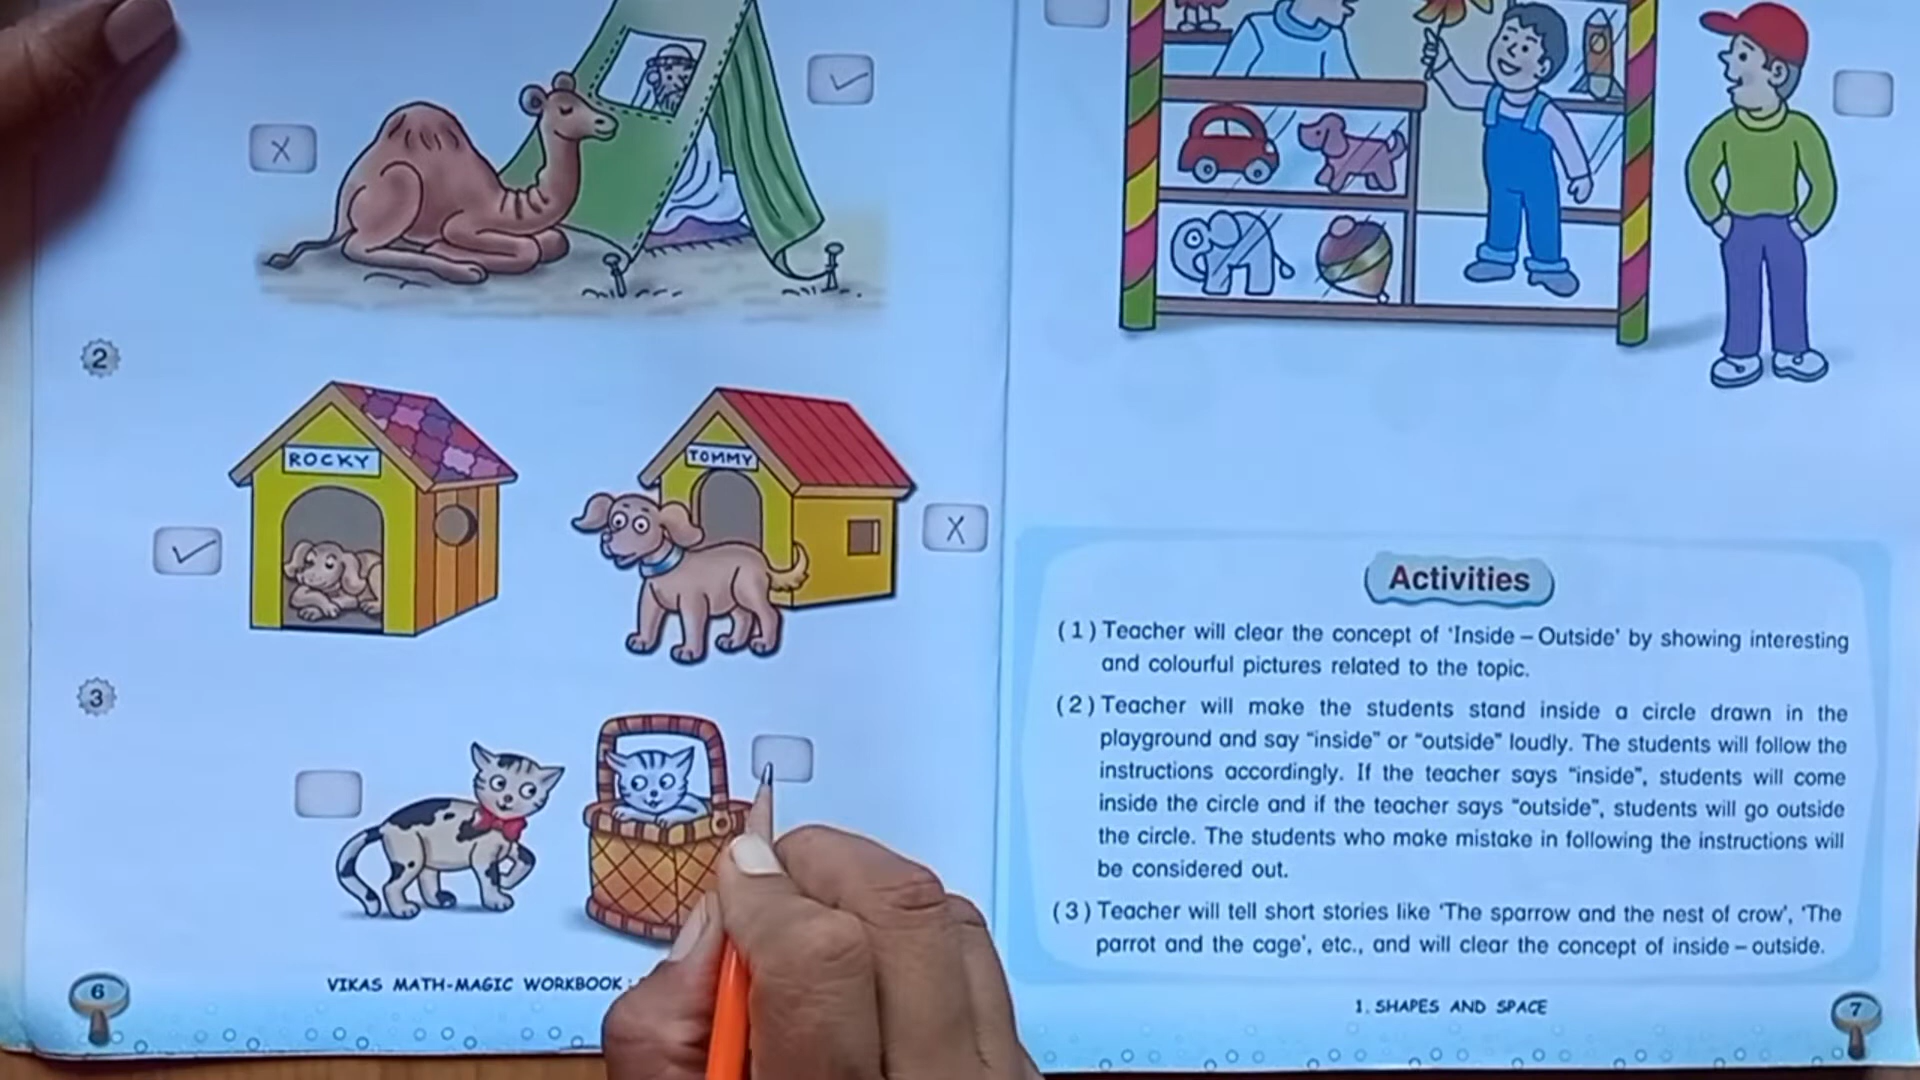 2
ROCKY
TOMMY
3
6
VIKAS MATH-MAGIC WORKBOOK :
Activities
(1) Teacher will clear the concept of ‘Inside – Outside’ by showing interesting
and colourful pictures related to the topic.
(2) Teacher will make the students stand inside a circle drawn in the
playground and say “inside” or “outside” loudly. The students will follow the
instructions accordingly. If the teacher says “inside”, students will come
inside the circle and if the teacher says “outside”, students will go outside
the circle. The students who make mistake in following the instructions will
be considered out.
(3) Teacher will tell short stories like ‘The sparrow and the nest of crow’, ‘The
parrot and the cage’, etc., and will clear the concept of inside – outside.
1. SHAPES AND SPACE
7